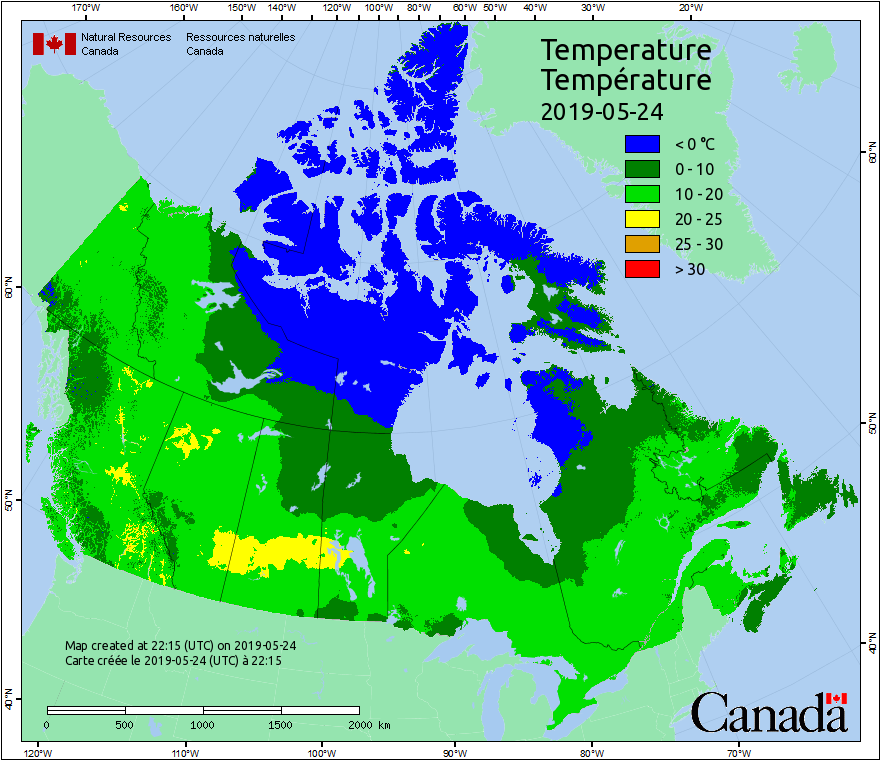 170°W 160°W 150°W 140°W 120°W 100°W 80°W 60°W 50°W 40°W 30°W 20°W
Natural Resources Ressources naturelles
Canada Canada
Temperature
Température
2019-05-24
< 0 °C
0 - 10
10 - 20
20 - 25
25 - 30
> 30
60°N
50°N
40°N
60°N
50°N
40°N
Map created at 22:15 (UTC) on 2019-05-24
Carte créée le 2019-05-24 (UTC) à 22:15
0 500 1000 1500 2000 km
Canada
120°W 110°W 100°W 90°W 80°W 70°W